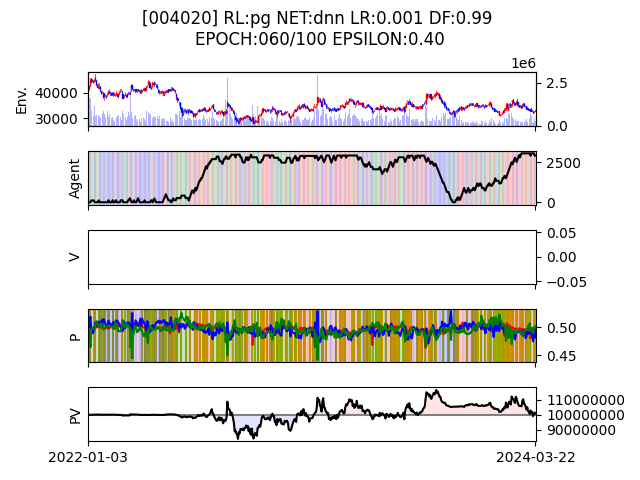 [004020] RL:pg NET:dnn LR:0.001 DF:0.99
EPOCH:060/100 EPSILON:0.40
1e6
Env.
40000
30000
2.5
0.0
Agent
2500
0
V
0.05
0.00
−0.05
P
0.50
0.45
PV
110000000
100000000
90000000
2022-01-03
2024-03-22